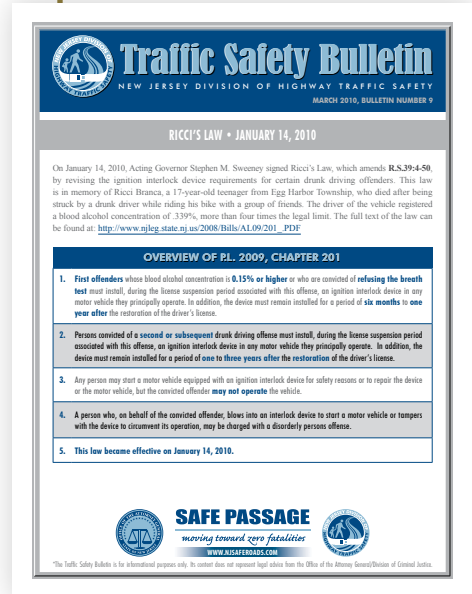 NEW JERSEY DIVISION OF
HIGHWAY TRAFFIC SAFETY
Traffic Safety Bulletin
NEW JERSEY DIVISION OF HIGHWAY TRAFFIC SAFETY
MARCH 2010, BULLETIN NUMBER 9
RICCI'S LAW • JANUARY 14, 2010
On January 14, 2010, Acting Governor Stephen M. Sweeney signed Ricci's Law, which amends R.S.39:4-50,
by revising the ignition interlock device requirements for certain drunk driving offenders. This law
is in memory of Ricci Branca, a 17-year-old teenager from Egg Harbor Township, who died after being
struck by a drunk driver while riding his bike with a group of friends. The driver of the vehicle registered
a blood alcohol concentration of .339%, more than four times the legal limit. The full text of the law can
be found at: http://www.njleg.state.nj.us/2008/Bills/AL09/201_.PDF
OVERVIEW OF P.L. 2009, CHAPTER 201
1. First offenders whose blood alcohol concentration is 0.15% or higher or who are convicted of refusing the breath
test must install, during the license suspension period associated with this offense, an ignition interlock device in any
motor vehicle they principally operate. In addition, the device must remain installed for a period of six months to one
year after the restoration of the driver's license.
2. Persons convicted of a second or subsequent drunk driving offense must install, during the license suspension period
associated with this offense, an ignition interlock device in any motor vehicle they principally operate. In addition, the
device must remain installed for a period of one to three years after the restoration of the driver's license.
3. Any person may start a motor vehicle equipped with an ignition interlock device for safety reasons or to repair the device
or the motor vehicle, but the convicted offender may not operate the vehicle.
4. A person who, on behalf of the convicted offender, blows into an interlock device to start a motor vehicle or tampers
with the device to circumvent its operation, may be charged with a disorderly persons offense.
5. This law became effective on January 14, 2010.
SAFE PASSAGE
moving toward zero fatalities
WWW.NJSAFEROADS.COM
*The Traffic Safety Bulletin is for informational purposes only. Its content does not represent legal advice from the Office of the Attorney General/Division of Criminal Justice.